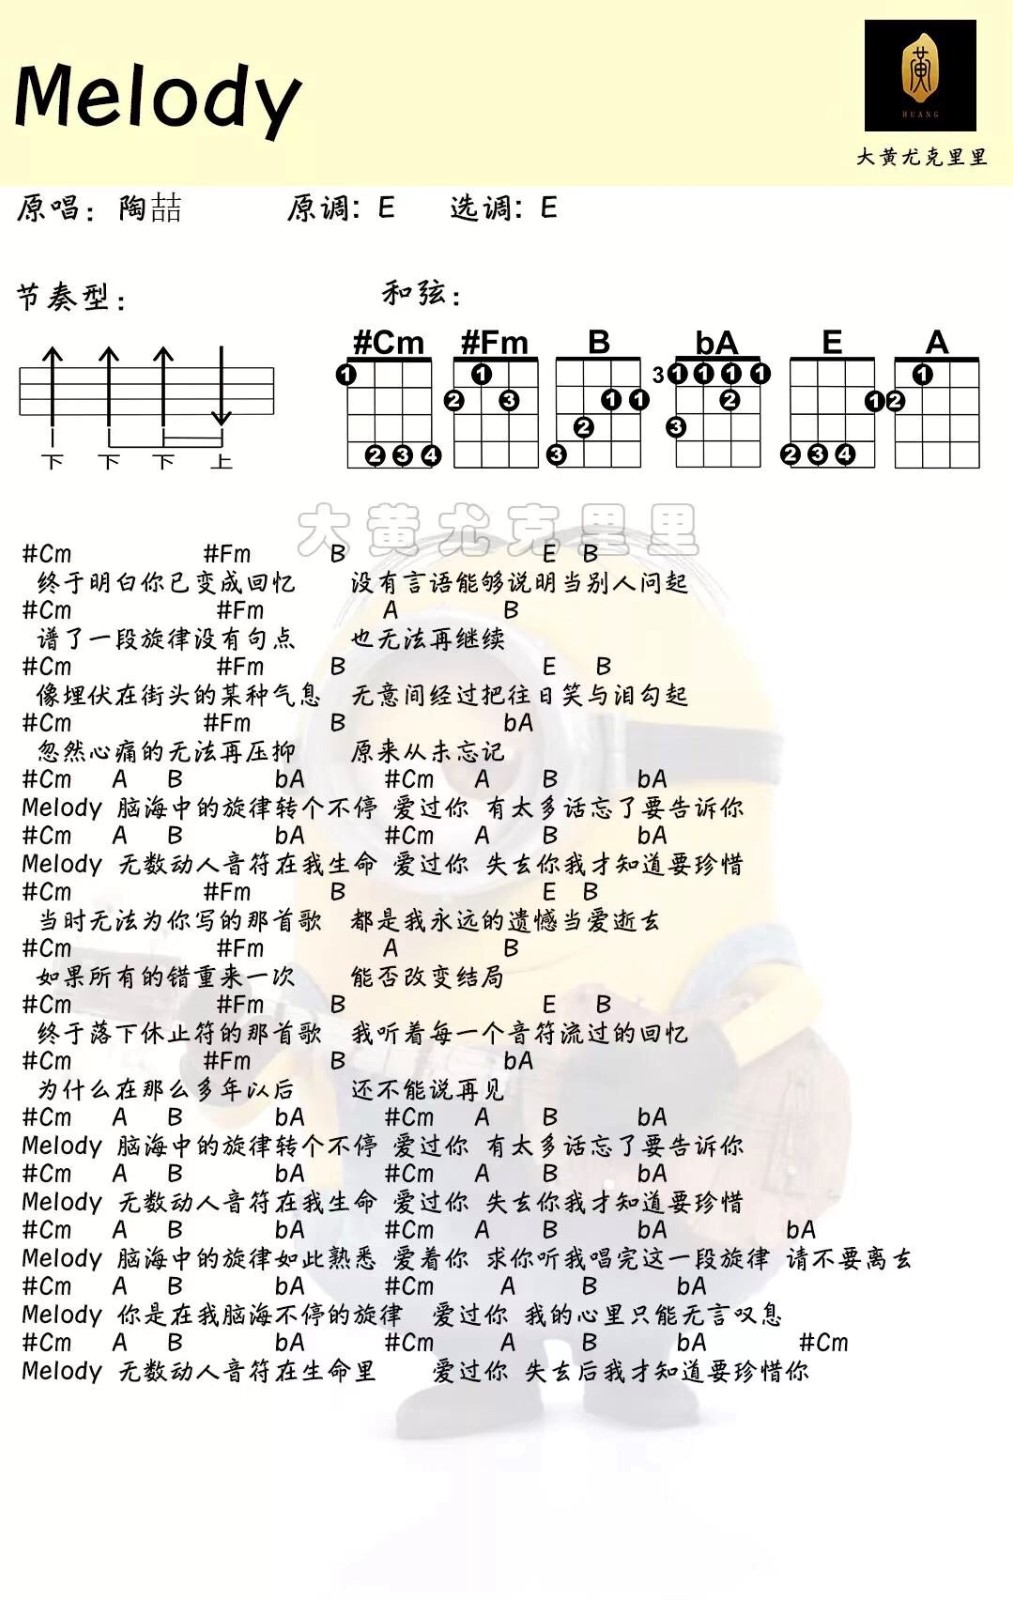 Melody
黄
HUANG
大黄尤克里里
原唱：陶喆 原调：E 选调：E
节奏型： 和弦：
#Cm #Fm B bA E A
1 1 1 3 1 1 1 1 1 1
2 3 1 2 2
2 3
2 3 4 3 2 3 4
下 下 下 上
大黄尤克里里
#Cm #Fm B E B
终于明白你已变成回忆 没有言语能够说明当别人问起
#Cm #Fm A B
谱了一段旋律没有句点 也无法再继续
#Cm #Fm B E B
像埋伏在街头的某种气息 无意间经过把往日笑与泪勾起
#Cm #Fm B bA
忽然心痛的无法再压抑 原来从未忘记
#Cm A B bA #Cm A B bA
Melody 脑海中的旋律转个不停 爱过你 有太多话忘了要告诉你
#Cm A B bA #Cm A B bA
Melody 无数动人音符在我生命 爱过你 失去你我才知道要珍惜
#Cm #Fm B E B
当时无法为你写的那首歌 都是我永远的遗憾当爱逝去
#Cm #Fm A B
如果所有的错重来一次 能否改变结局
#Cm #Fm B E B
终于落下休止符的那首歌 我听着每一个音符流过的回忆
#Cm #Fm B bA
为什么在那么多年以后 还不能说再见
#Cm A B bA #Cm A B bA
Melody 脑海中的旋律转个不停 爱过你 有太多话忘了要告诉你
#Cm A B bA #Cm A B bA
Melody 无数动人音符在我生命 爱过你 失去你我才知道要珍惜
#Cm A B bA #Cm A B bA bA
Melody 脑海中的旋律如此熟悉 爱着你 求你听我唱完这一段旋律 请不要离去
#Cm A B bA #Cm A B bA
Melody 你是在我脑海不停的旋律 爱过你 我的心里只能无言叹息
#Cm A B bA #Cm A B bA #Cm
Melody 无数动人音符在生命里 爱过你 失去后我才知道要珍惜你